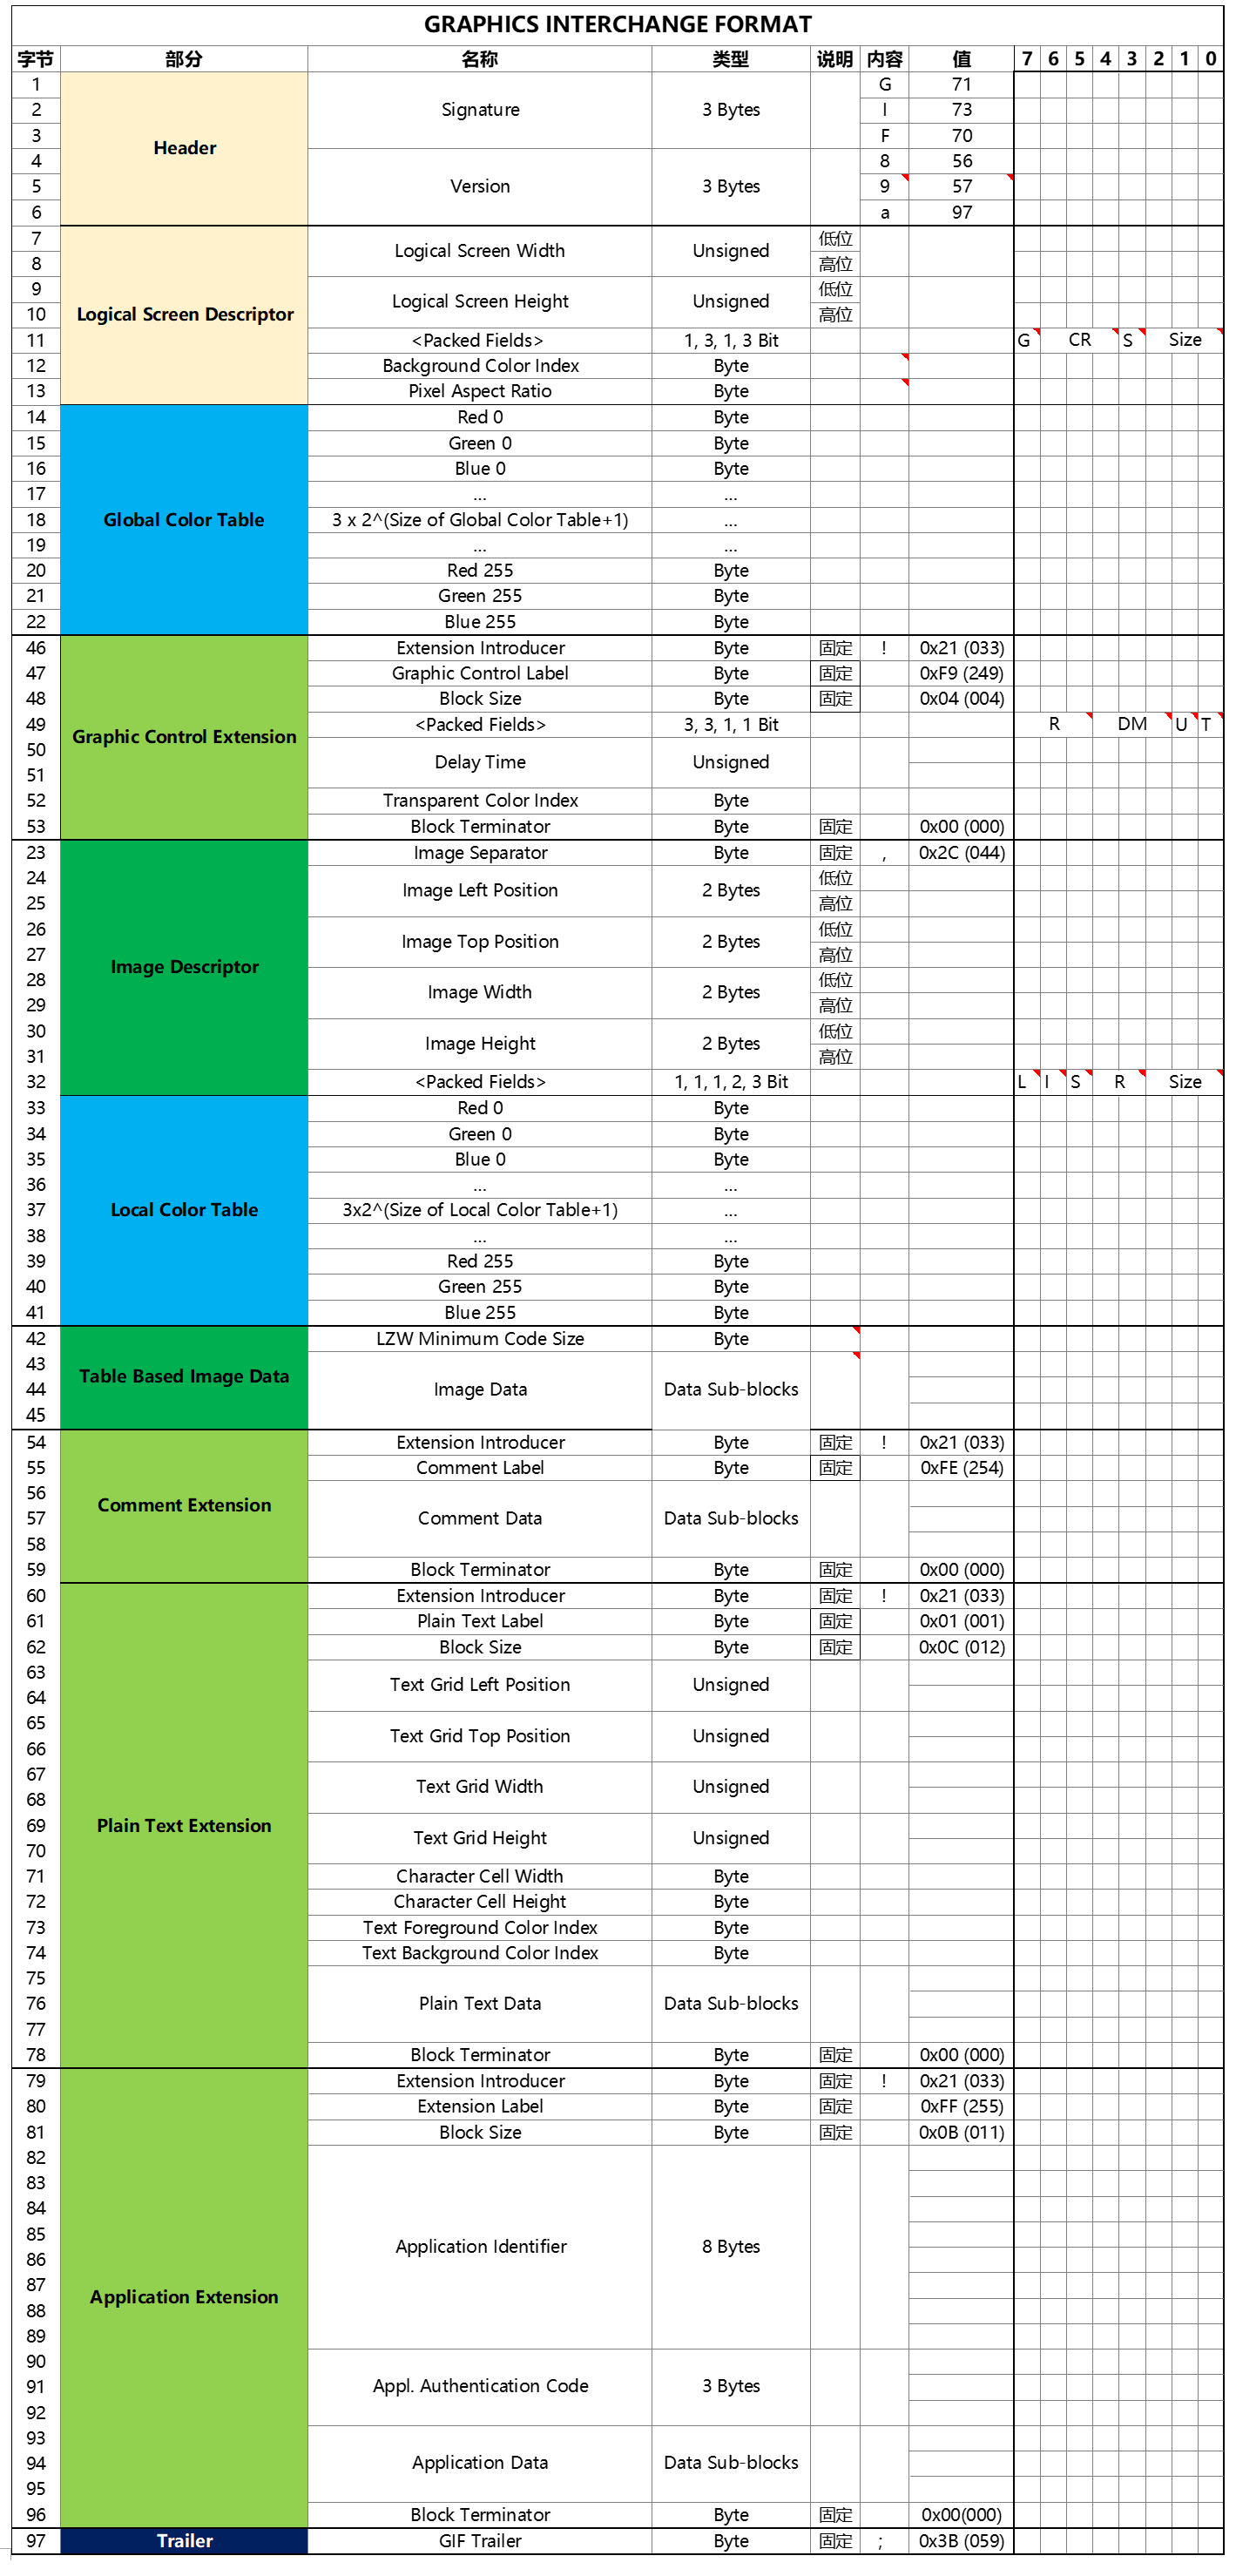 GRAPHICS INTERCHANGE FORMAT
字节 部分 名称 类型 说明 内容 值 7 6 5 4 3 2 1 0
1 Header Signature 3 Bytes G 71
2 I 73
3 F 70
4 Version 3 Bytes 8 56
5 9 57
6 a 97
7 Logical Screen Descriptor Logical Screen Width Unsigned 低位
8 高位
9 Logical Screen Height Unsigned 低位
10 高位
11 <Packed Fields> 1, 3, 1, 3 Bit G CR S Size
12 Background Color Index Byte
13 Pixel Aspect Ratio Byte
14 Global Color Table Red 0 Byte
15 Green 0 Byte
16 Blue 0 Byte
17 ... ...
18 3 x 2^(Size of Global Color Table+1) ...
19 ... ...
20 Red 255 Byte
21 Green 255 Byte
22 Blue 255 Byte
46 Graphic Control Extension Extension Introducer Byte 固定 ! 0x21 (033)
47 Graphic Control Label Byte 固定 0xF9 (249)
48 Block Size Byte 固定 0x04 (004)
49 <Packed Fields> 3, 3, 1, 1 Bit R DM U T
50 Delay Time Unsigned
51
52 Transparent Color Index Byte
53 Block Terminator Byte 固定 0x00 (000)
23 Image Descriptor Image Separator Byte 固定 , 0x2C (044)
24 Image Left Position 2 Bytes 低位
25 高位
26 Image Top Position 2 Bytes 低位
27 高位
28 Image Width 2 Bytes 低位
29 高位
30 Image Height 2 Bytes 低位
31 高位
32 <Packed Fields> 1, 1, 1, 2, 3 Bit L I S R Size
33 Local Color Table Red 0 Byte
34 Green 0 Byte
35 Blue 0 Byte
36 ... ...
37 3x2^(Size of Local Color Table+1) ...
38 ... ...
39 Red 255 Byte
40 Green 255 Byte
41 Blue 255 Byte
42 Table Based Image Data LZW Minimum Code Size Byte
43 Image Data Data Sub-blocks
44
45
54 Comment Extension Extension Introducer Byte 固定 ! 0x21 (033)
55 Comment Label Byte 固定 0xFE (254)
56 Comment Data Data Sub-blocks
57
58
59 Block Terminator Byte 固定 0x00 (000)
60 Plain Text Extension Extension Introducer Byte 固定 ! 0x21 (033)
61 Plain Text Label Byte 固定 0x01 (001)
62 Block Size Byte 固定 0x0C (012)
63 Text Grid Left Position Unsigned
64
65 Text Grid Top Position Unsigned
66
67 Text Grid Width Unsigned
68
69 Text Grid Height Unsigned
70
71 Character Cell Width Byte
72 Character Cell Height Byte
73 Text Foreground Color Index Byte
74 Text Background Color Index Byte
75 Plain Text Data Data Sub-blocks
76
77
78 Block Terminator Byte 固定 0x00 (000)
79 Application Extension Extension Introducer Byte 固定 ! 0x21 (033)
80 Extension Label Byte 固定 0xFF (255)
81 Block Size Byte 固定 0x0B (011)
82 Application Identifier 8 Bytes
83
84
85
86
87
88
89
90 Appl. Authentication Code 3 Bytes
91
92
93 Application Data Data Sub-blocks
94
95
96 Block Terminator Byte 固定 0x00(000)
97 Trailer GIF Trailer Byte 固定 ; 0x3B (059)